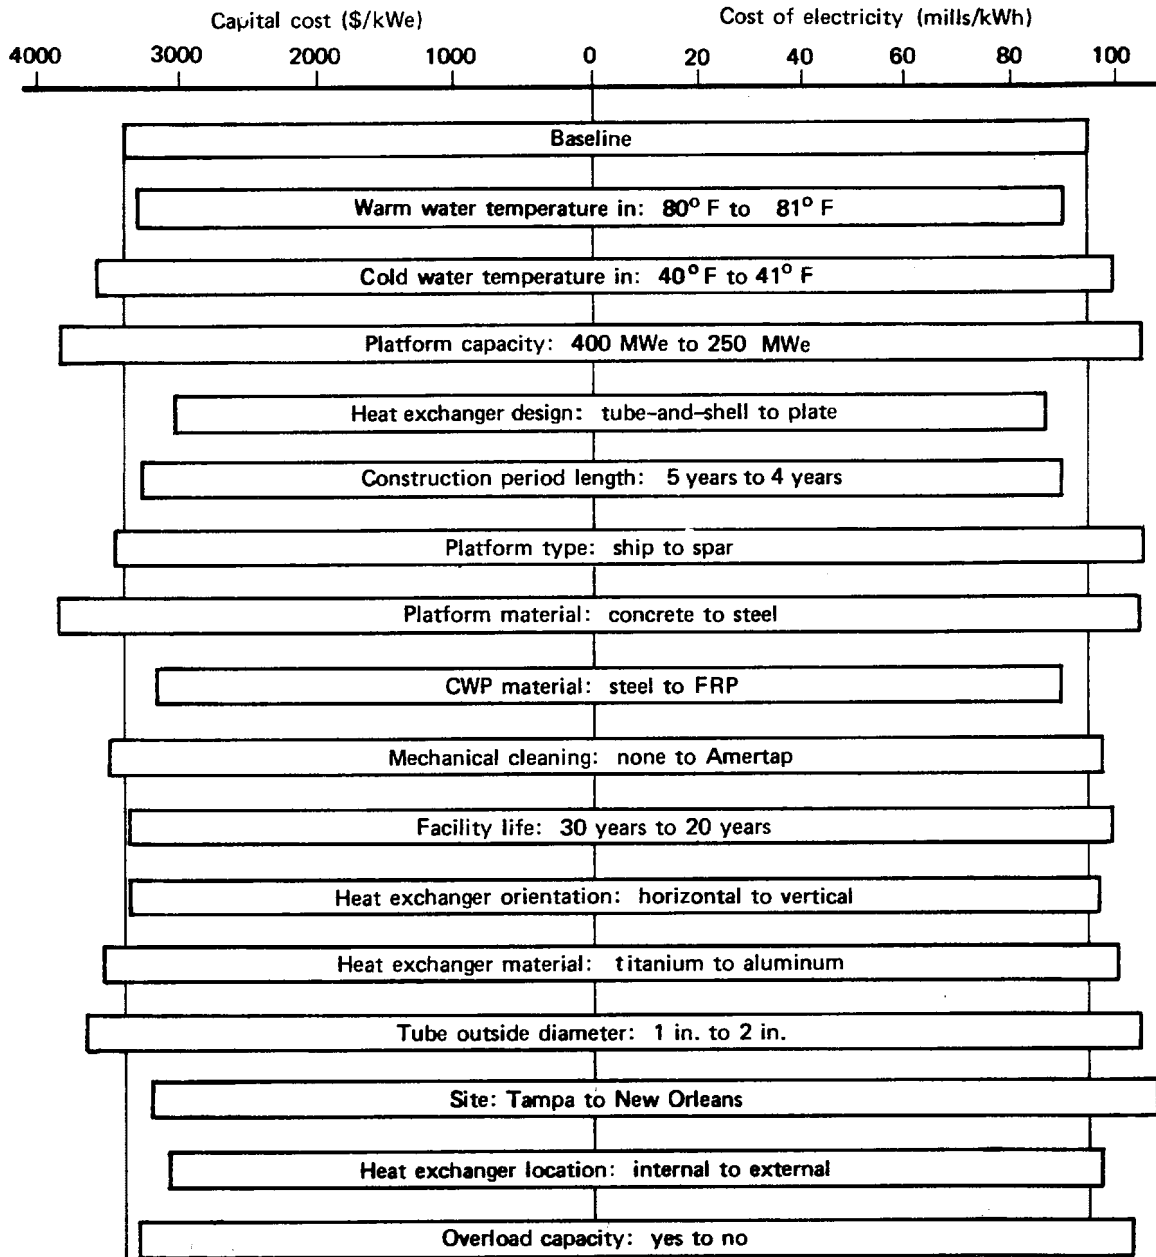 Capital cost ($/kWe) Cost of electricity (mills/kWh)
4000 3000 2000 1000 0 20 40 60 80 100
Baseline
Warm water temperature in: 80° F to 81° F
Cold water temperature in: 40° F to 41° F
Platform capacity: 400 MWe to 250 MWe
Heat exchanger design: tube-and-shell to plate
Construction period length: 5 years to 4 years
Platform type: ship to spar
Platform material: concrete to steel
CWP material: steel to FRP
Mechanical cleaning: none to Amertap
Facility life: 30 years to 20 years
Heat exchanger orientation: horizontal to vertical
Heat exchanger material: titanium to aluminum
Tube outside diameter: 1 in. to 2 in.
Site: Tampa to New Orleans
Heat exchanger location: internal to external
Overload capacity: yes to no